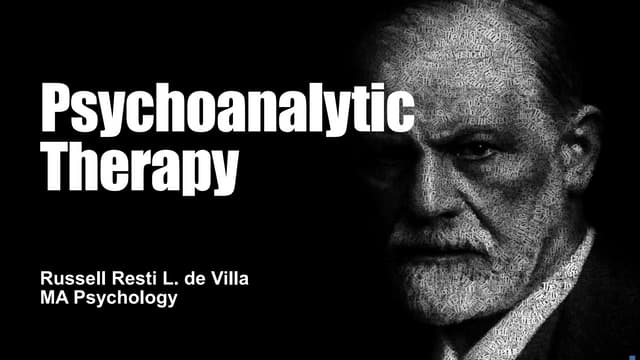 Psychoanalytic
Therapy
Russell Resti L. de Villa
MA Psychology